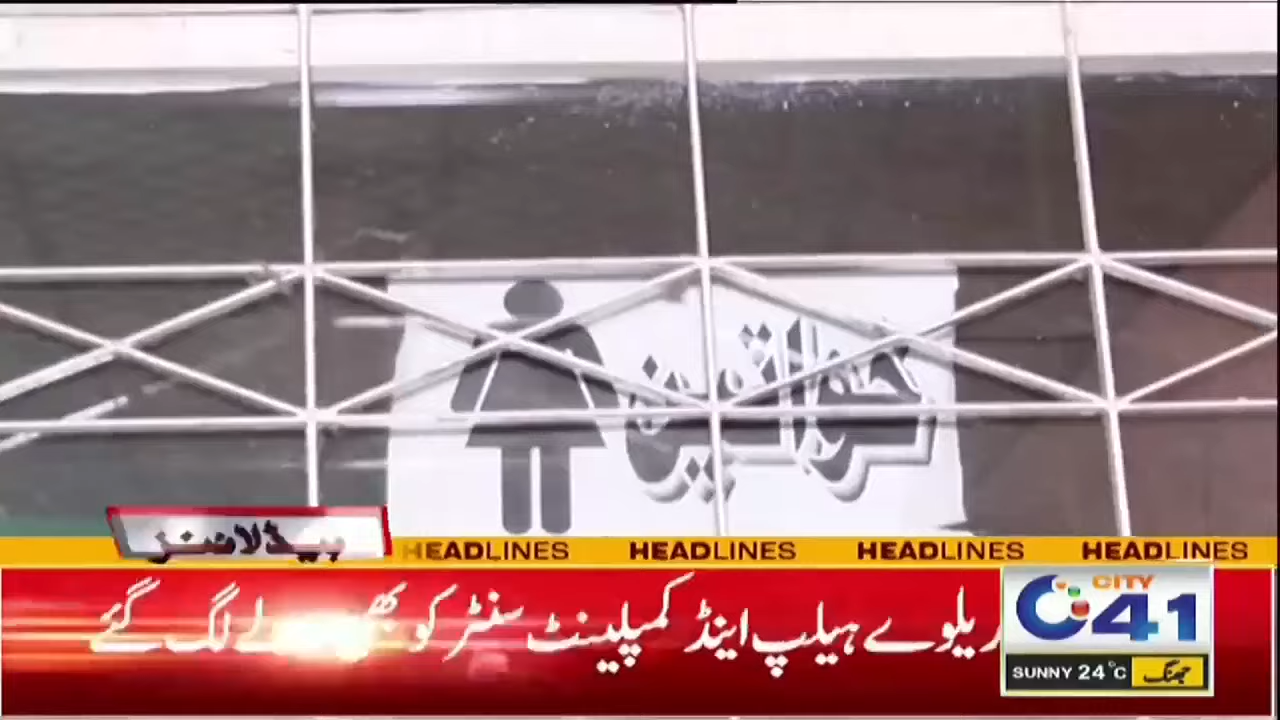 خواتین
ہیڈلائنز
HEADLINES HEADLINES HEADLINES HEADLINES
ریلوے ہیلپ اینڈ کمپلینٹ سنٹر کو بھی لگ گئے
CITY
41
SUNNY 24°C جھنگ